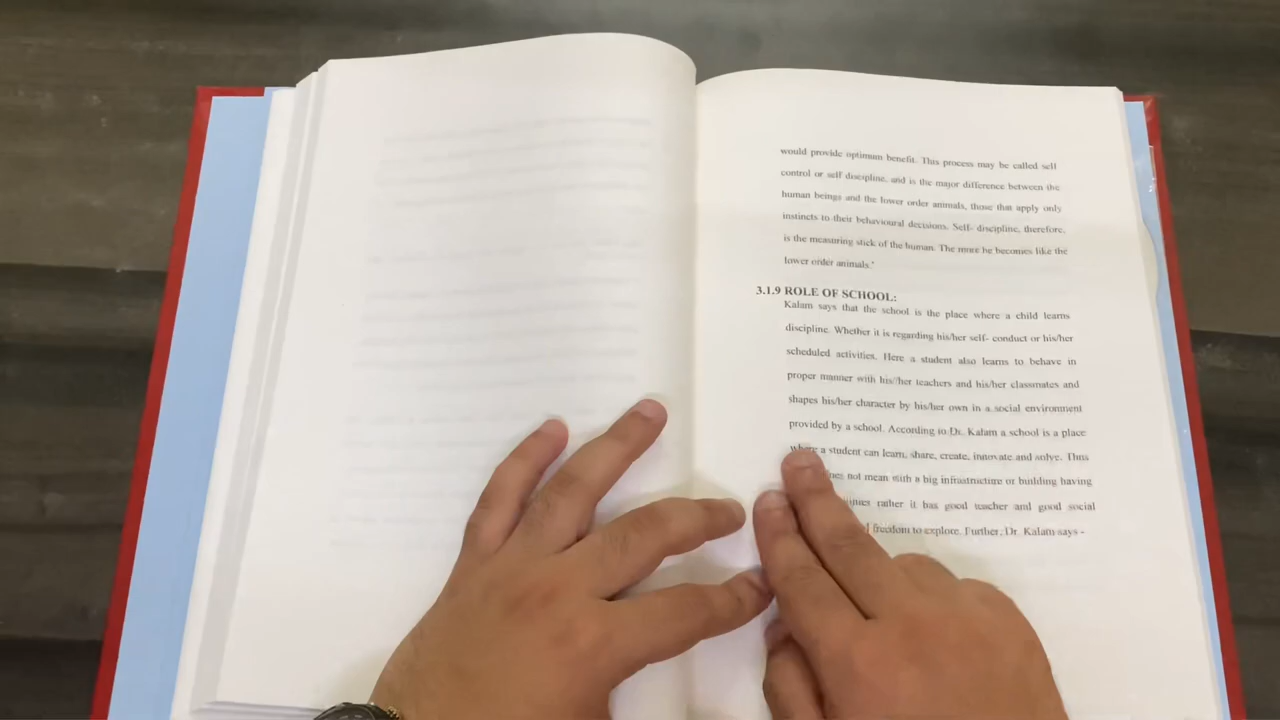 would provide optimum benefit. This process may be called self
control or self discipline, and is the major difference between the
human beings and the lower order animals, those that apply only
instincts to their behavioural decisions. Self- discipline, therefore,
is the measuring stick of the human. The more he becomes like the
lower order animals.'
3.1.9 ROLE OF SCHOOL:
Kalam says that the school is the place where a child learns
discipline. Whether it is regarding his/her self- conduct or his/her
scheduled activities. Here a student also learns to behave in
proper manner with his/her teachers and his/her classmates and
shapes his/her character by his/her own in a social environment
provided by a school. According to Dr. Kalam a school is a place
where a student can learn, share, create, innovate and solve. Thus
not mean with a big infrastructure or building having
rather it has good teacher and good social
freedom to explore. Further, Dr. Kalam says -